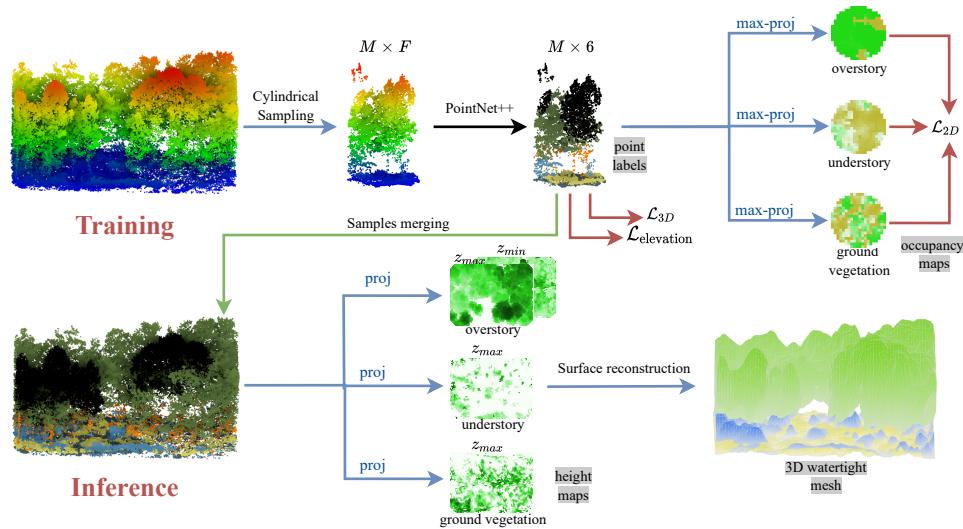 M × F
M × 6
max-proj
overstory
Cylindrical
Sampling
PointNet++
max-proj
ℒ2D
point
labels
understory
Training
Samples merging
ℒ3D
ℒelevation
max-proj
ground
vegetation
occupancy
maps
zmin
zmax
proj
overstory
zmax
proj
Surface reconstruction
understory
zmax
proj
height
maps
3D watertight
mesh
Inference
ground vegetation